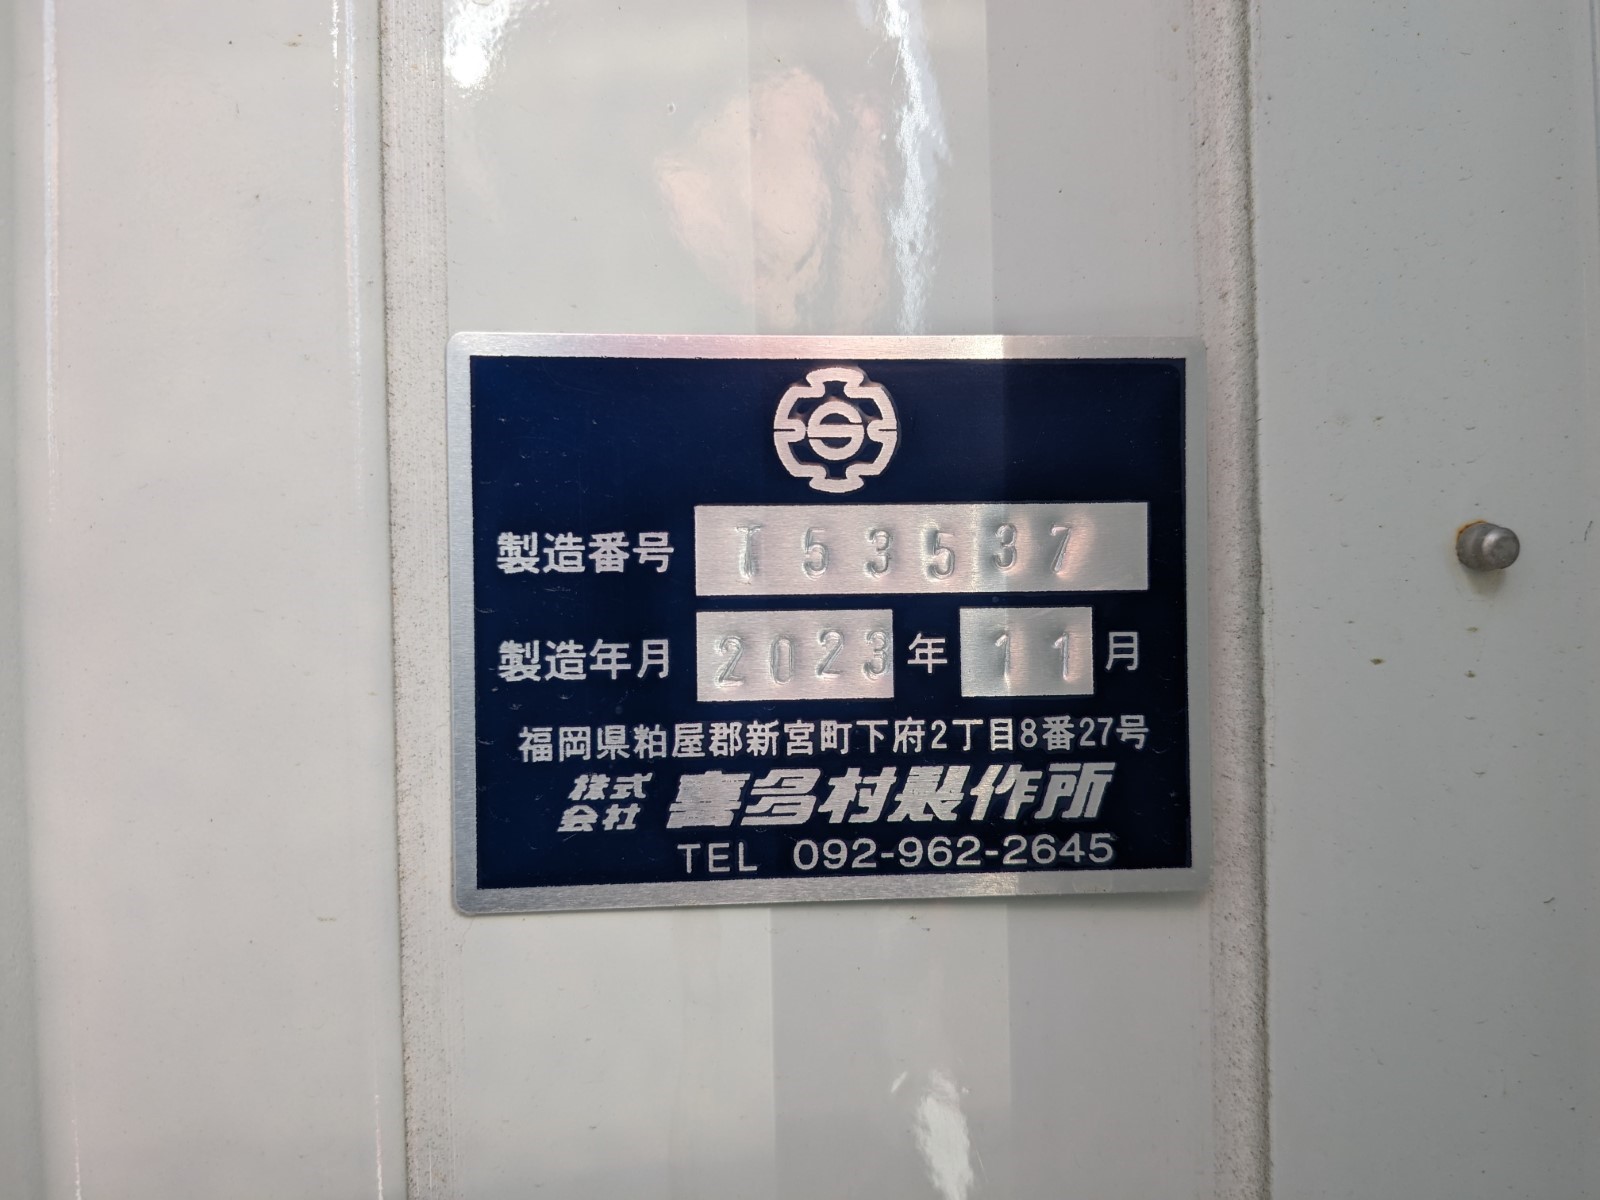 S
製造番号 T53537
製造年月 2023年11月
福岡県粕屋郡新宮町下府2丁目8番27号
株式会社 喜多村製作所
TEL 092-962-2645